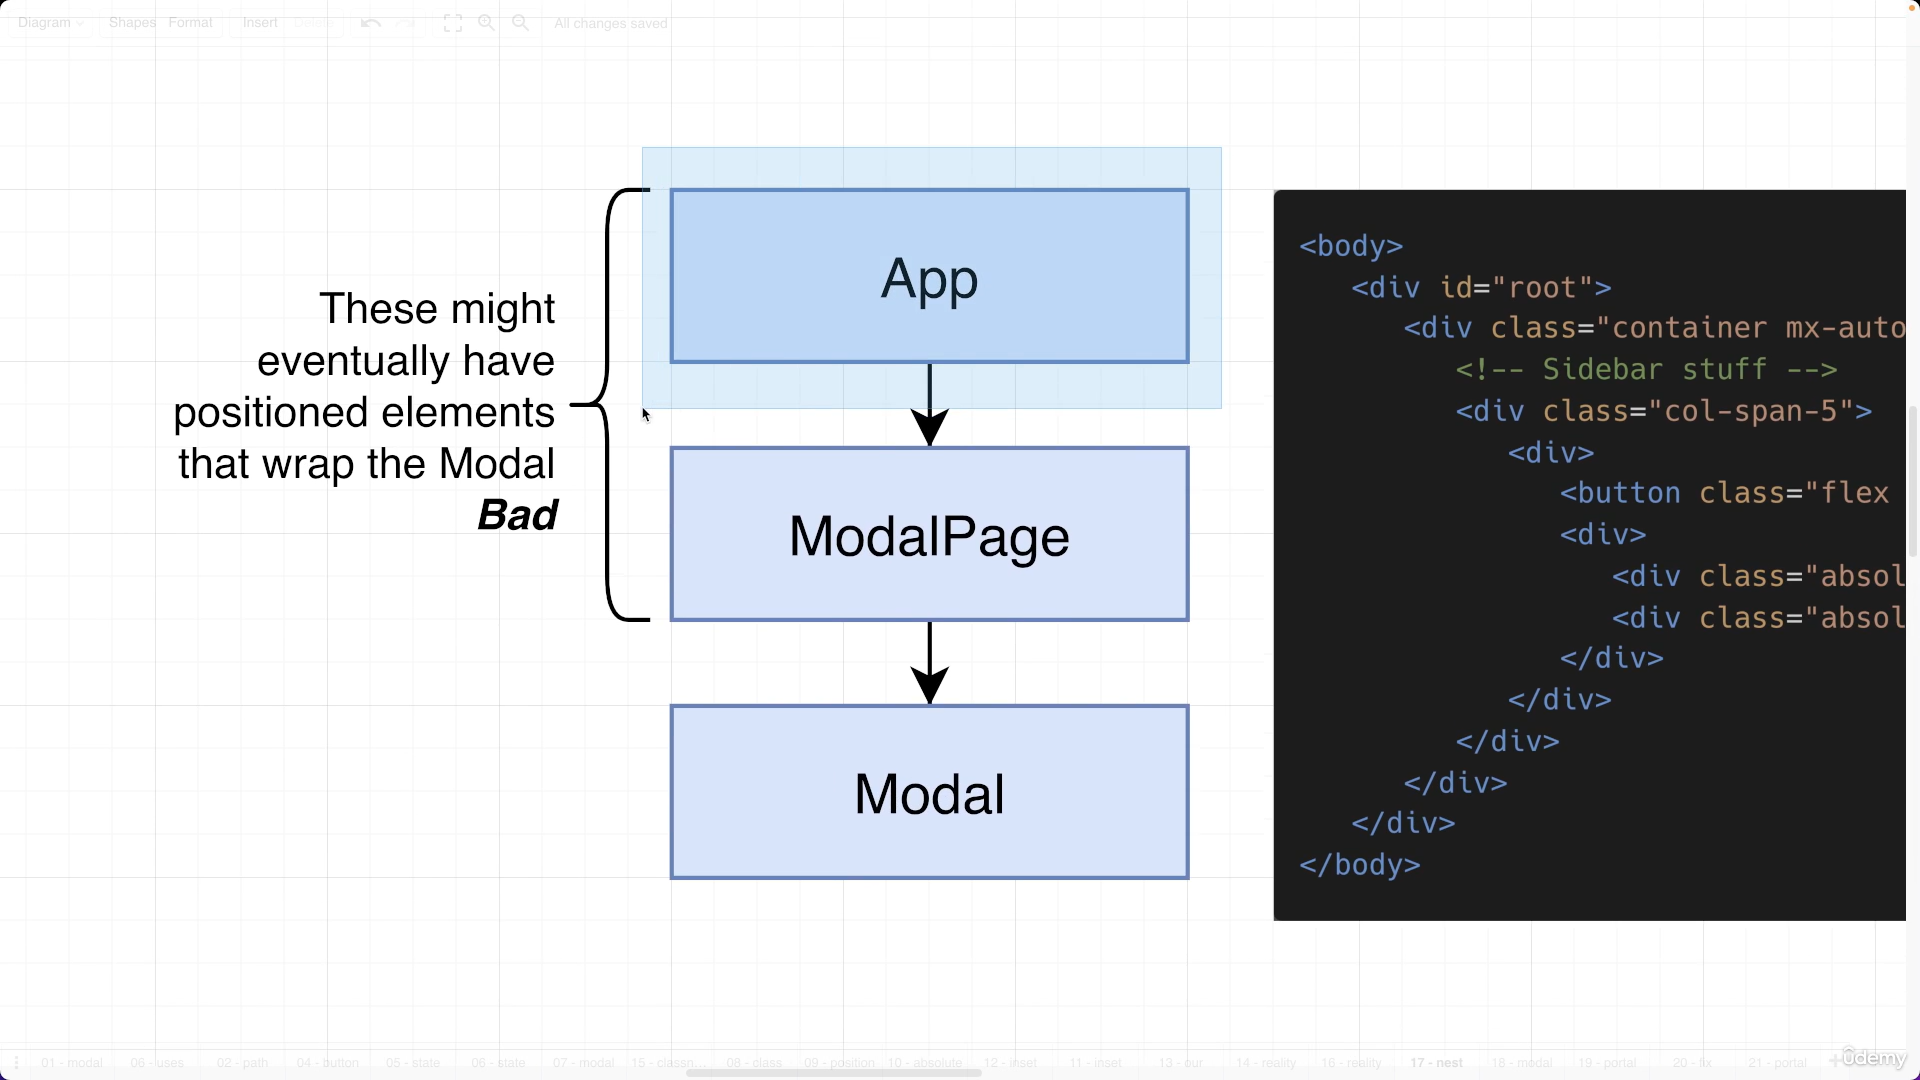 Diagram Shapes Format Insert Delete All changes saved
These might
eventually have
positioned elements
that wrap the Modal
Bad
App
ModalPage
Modal
<body>
<div id="root">
<div class="container mx-auto
<!-- Sidebar stuff -->
<div class="col-span-5">
<div>
<button class="flex
<div>
<div class="absol
<div class="absol
</div>
</div>
</div>
</div>
</div>
</body>
01 - modal 06 - uses 02 - path 04 - button 05 - state 06 - state 07 - modal 15 - classn... 08 - class 09 - position 10 - absolute 12 - inset 11 - inset 13 - our 14 - reality 16 - reality 17 - nest 18 - modal 19 - portal 20 - fix 21 - portal
ûdemy